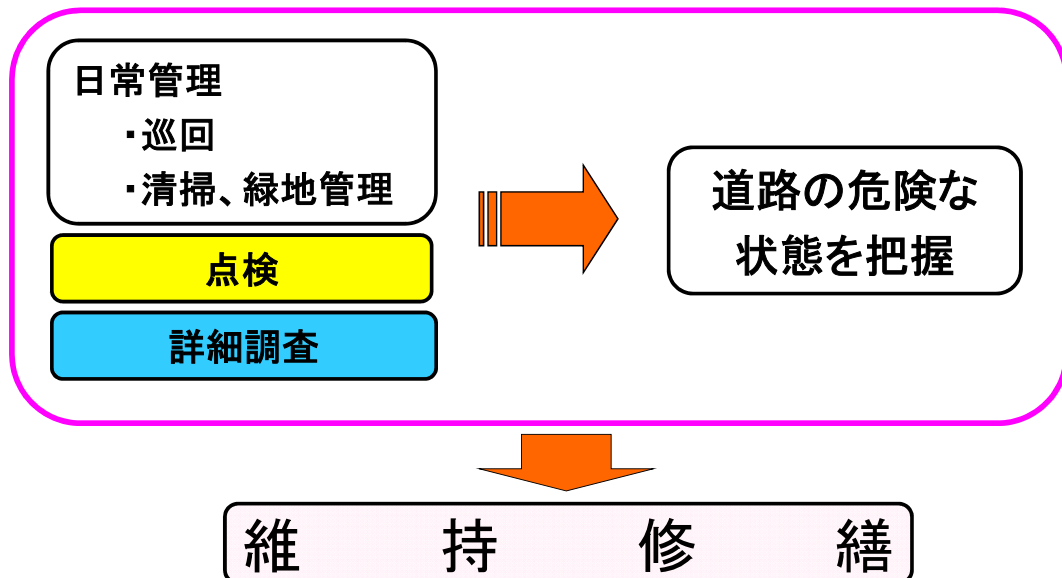 日常管理
・巡回
・清掃、緑地管理
点検
詳細調査
道路の危険な
状態を把握
維持修繕